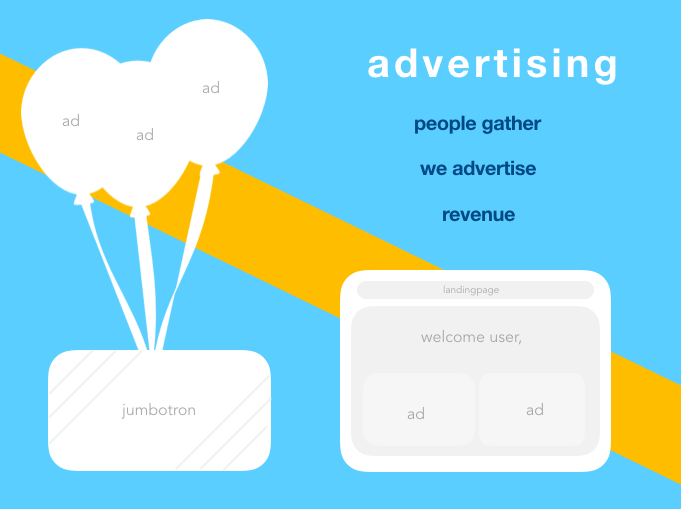 advertising
people gather
we advertise
revenue
ad
ad
ad
jumbotron
landingpage
welcome user,
ad
ad